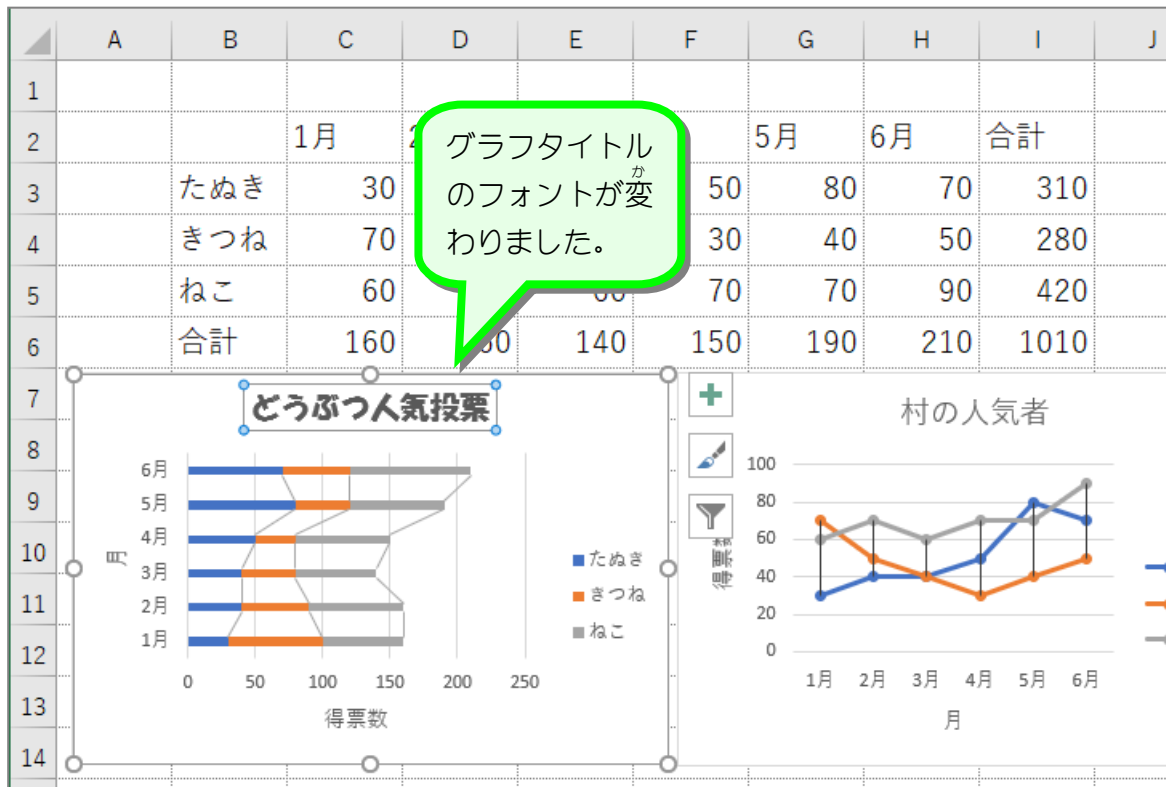 A B C D E F G H I J
1
2 1月 2 5月 6月 合計
グラフタイトル
のフォントが変
か
わりました。
3 たぬき 30 50 80 70 310
4 きつね 70 30 40 50 280
5 ねこ 60 70 70 90 420
6 合計 160 140 150 190 210 1010
7
8
9
10
11
12
13
14
どうぶつ人気投票
6月
5月
4月
3月
2月
1月
月
0 50 100 150 200 250
得票数
たぬき
きつね
ねこ
村の人気者
100
80
60
40
20
0
得票数
1月 2月 3月 4月 5月 6月
月